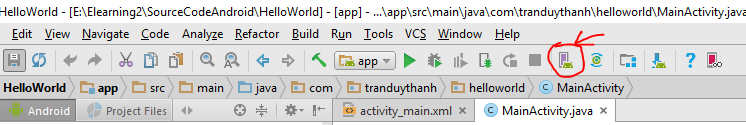 HelloWorld - [E:\Elearning2\SourceCodeAndroid\HelloWorld] - [app] - ...\app\src\main\java\com\tranduythanh\helloworld\MainActivity.java
Edit View Navigate Code Analyze Refactor Build Run Tools VCS Window Help
app
HelloWorld app src main java com tranduythanh helloworld MainActivity
Android Project Files activity_main.xml MainActivity.java